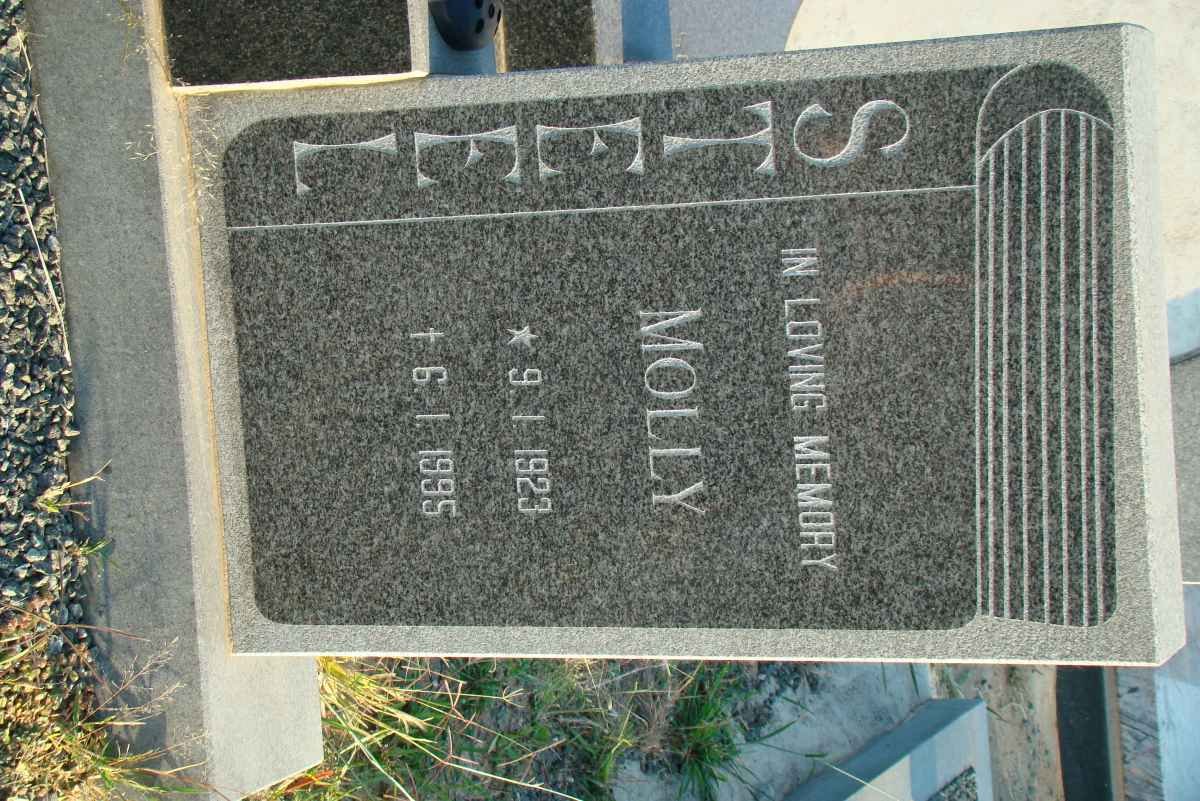 STEEL
IN LOVING MEMORY
MOLLY
★ 9.1.1923
† 6.1.1995